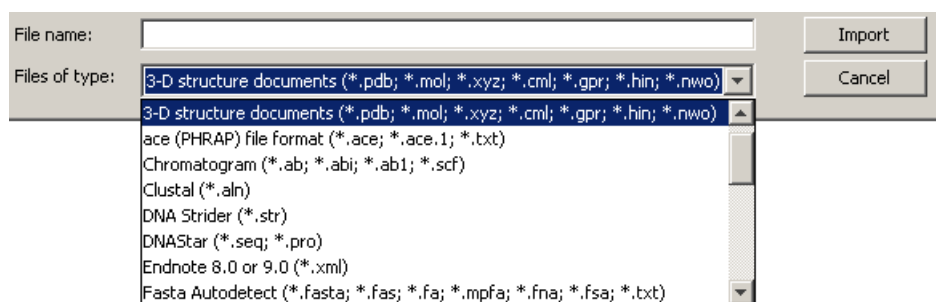 File name:
Import
Files of type:
3-D structure documents (*.pdb; *.mol; *.xyz; *.cml; *.gpr; *.hin; *.nwo)
Cancel
3-D structure documents (*.pdb; *.mol; *.xyz; *.cml; *.gpr; *.hin; *.nwo)
ace (PHRAP) file format (*.ace; *.ace.1; *.txt)
Chromatogram (*.ab; *.abi; *.ab1; *.scf)
Clustal (*.aln)
DNA Strider (*.str)
DNAStar (*.seq; *.pro)
Endnote 8.0 or 9.0 (*.xml)
Fasta Autodetect (*.fasta; *.fas; *.fa; *.mpfa; *.fna; *.fsa; *.txt)